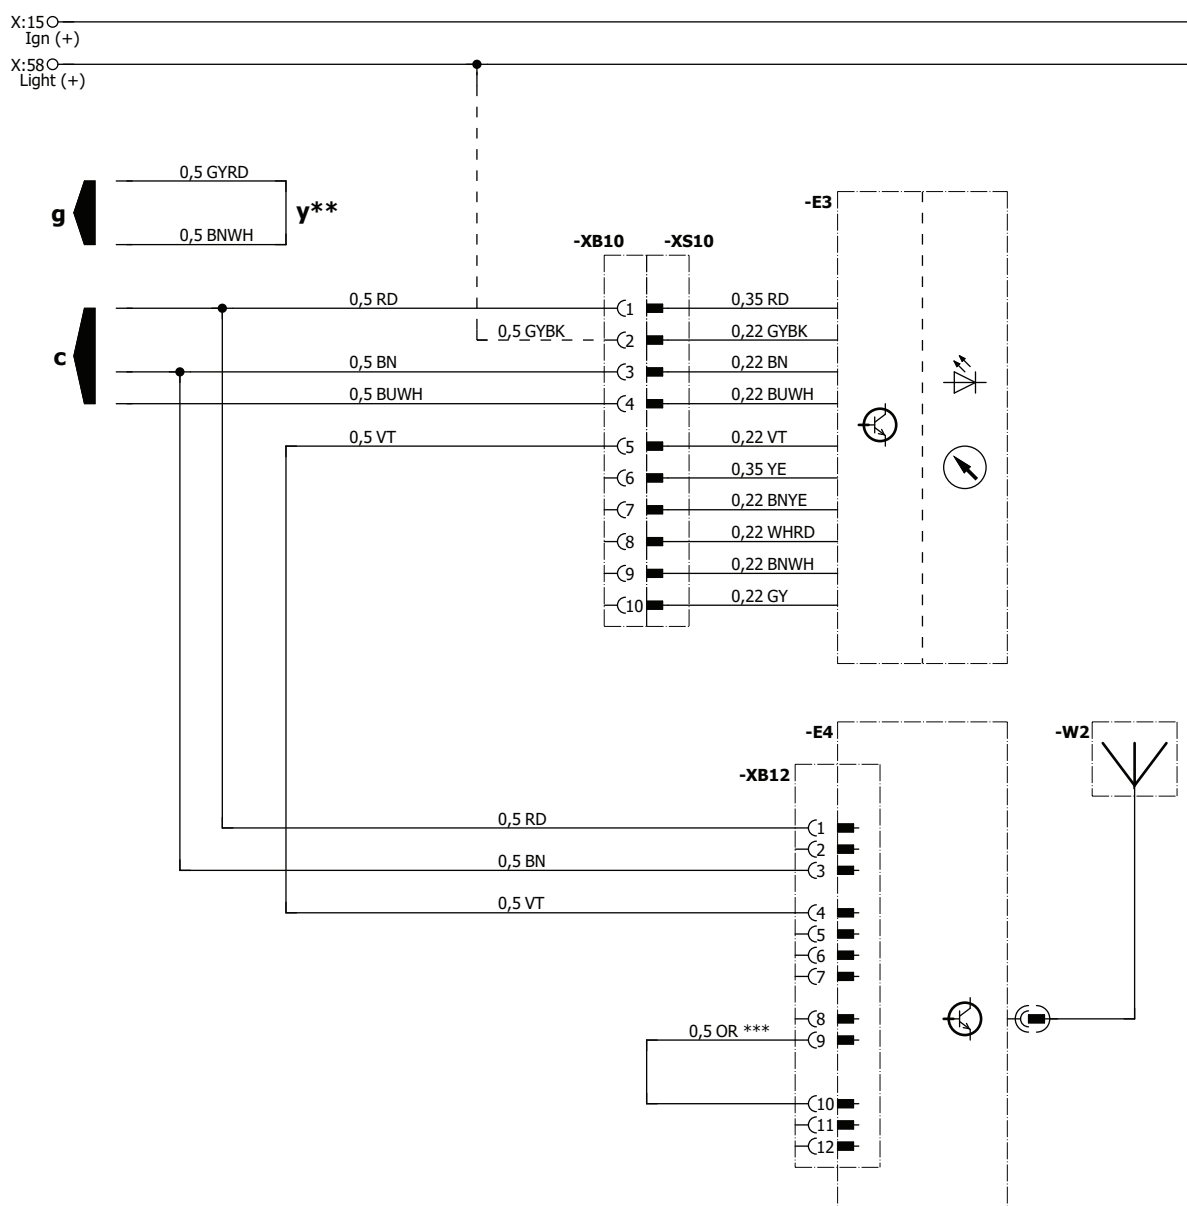 X:15
Ign (+)
X:58
Light (+)
0,5 GYRD
g
y**
0,5 BNWH
-E3
-XB10
-XS10
0,5 RD
1
0,35 RD
0,5 GYBK
2
0,22 GYBK
c
0,5 BN
3
0,22 BN
0,5 BUWH
4
0,22 BUWH
0,5 VT
5
0,22 VT
6
0,35 YE
7
0,22 BNYE
8
0,22 WHRD
9
0,22 BNWH
10
0,22 GY
-E4
-W2
-XB12
0,5 RD
1
2
0,5 BN
3
0,5 VT
4
5
6
7
8
0,5 OR ***
9
10
11
12